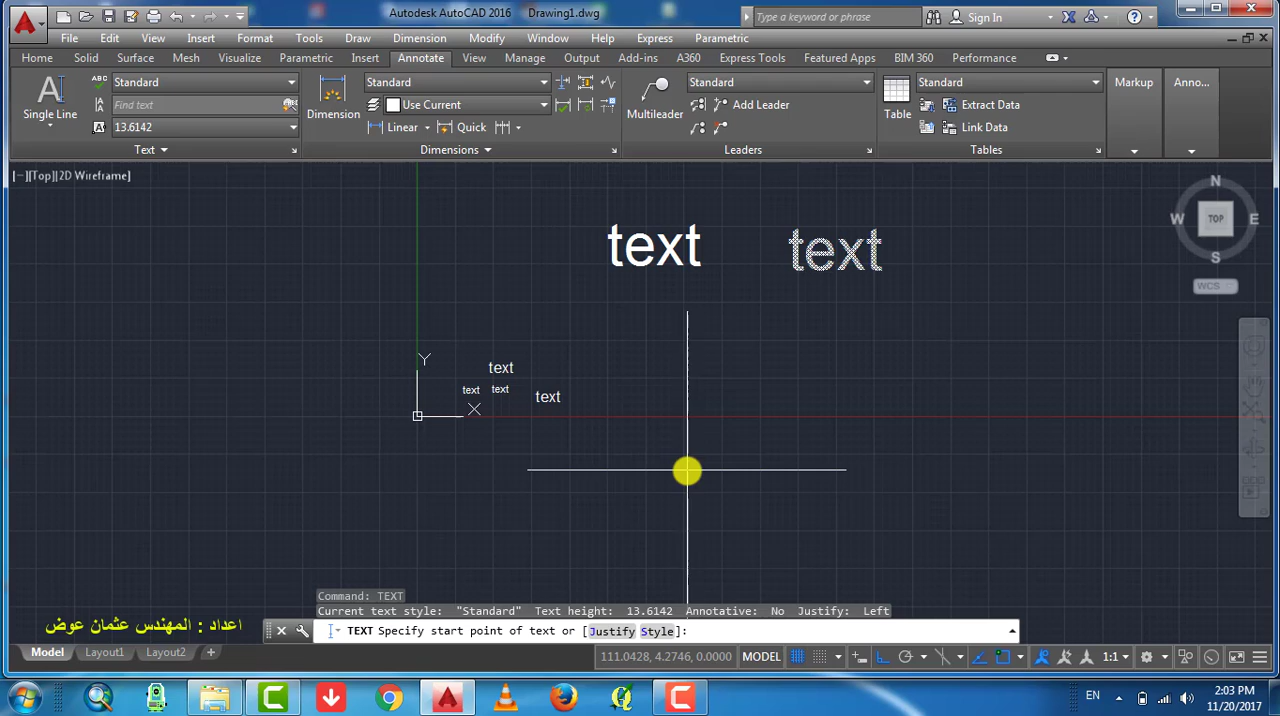 Autodesk AutoCAD 2016 Drawing1.dwg
Type a keyword or phrase
Sign In
File Edit View Insert Format Tools Draw Dimension Modify Window Help Express Parametric
Home Solid Surface Mesh Visualize Parametric Insert Annotate View Manage Output Add-ins A360 Express Tools Featured Apps BIM 360 Performance
Single Line
Standard
Find text
13.6142
Text
Dimension
Standard
Use Current
Linear
Quick
Dimensions
Multileader
Standard
Add Leader
Leaders
Table
Standard
Extract Data
Link Data
Tables
Markup
Anno...
[−][Top][2D Wireframe]
N
W TOP E
S
WCS
text text
Y
text
text text
text
X
Command: TEXT
Current text style: "Standard" Text height: 13.6142 Annotative: No Justify: Left
TEXT Specify start point of text or [Justify Style]:
اعداد : المهندس عثمان عوض
Model Layout1 Layout2 +
111.0428, 4.2746, 0.0000 MODEL
1:1
EN
2:03 PM
11/20/2017